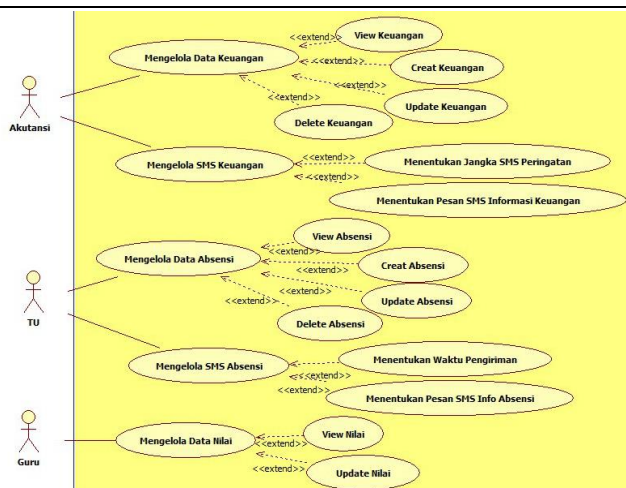 View Keuangan
<<extend>>
Mengelola Data Keuangan
<<extend>>
Creat Keuangan
<<extend>>
Update Keuangan
<<extend>>
Delete Keuangan
Akutansi
<<extend>>
Mengelola SMS Keuangan
Menentukan Jangka SMS Peringatan
<<extend>>
Menentukan Pesan SMS Informasi Keuangan
View Absensi
<<extend>>
Mengelola Data Absensi
Creat Absensi
<<extend>>
<<extend>>
Update Absensi
<<extend>>
TU
Delete Absensi
Mengelola SMS Absensi
Menentukan Waktu Pengiriman
<<extend>>
<<extend>>
Menentukan Pesan SMS Info Absensi
View Nilai
Mengelola Data Nilai
<<extend>>
Guru
<<extend>>
Update Nilai